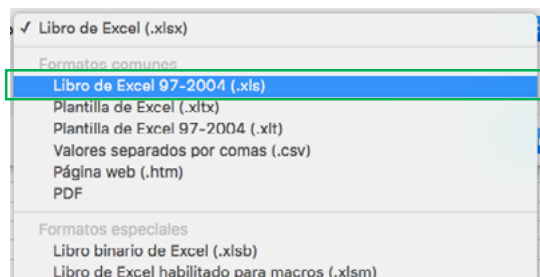 ✓ Libro de Excel (.xlsx)
Formatos comunes
Libro de Excel 97-2004 (.xls)
Plantilla de Excel (.xltx)
Plantilla de Excel 97-2004 (.xlt)
Valores separados por comas (.csv)
Página web (.htm)
PDF
Formatos especiales
Libro binario de Excel (.xlsb)
Libro de Excel habilitado para macros (.xlsm)